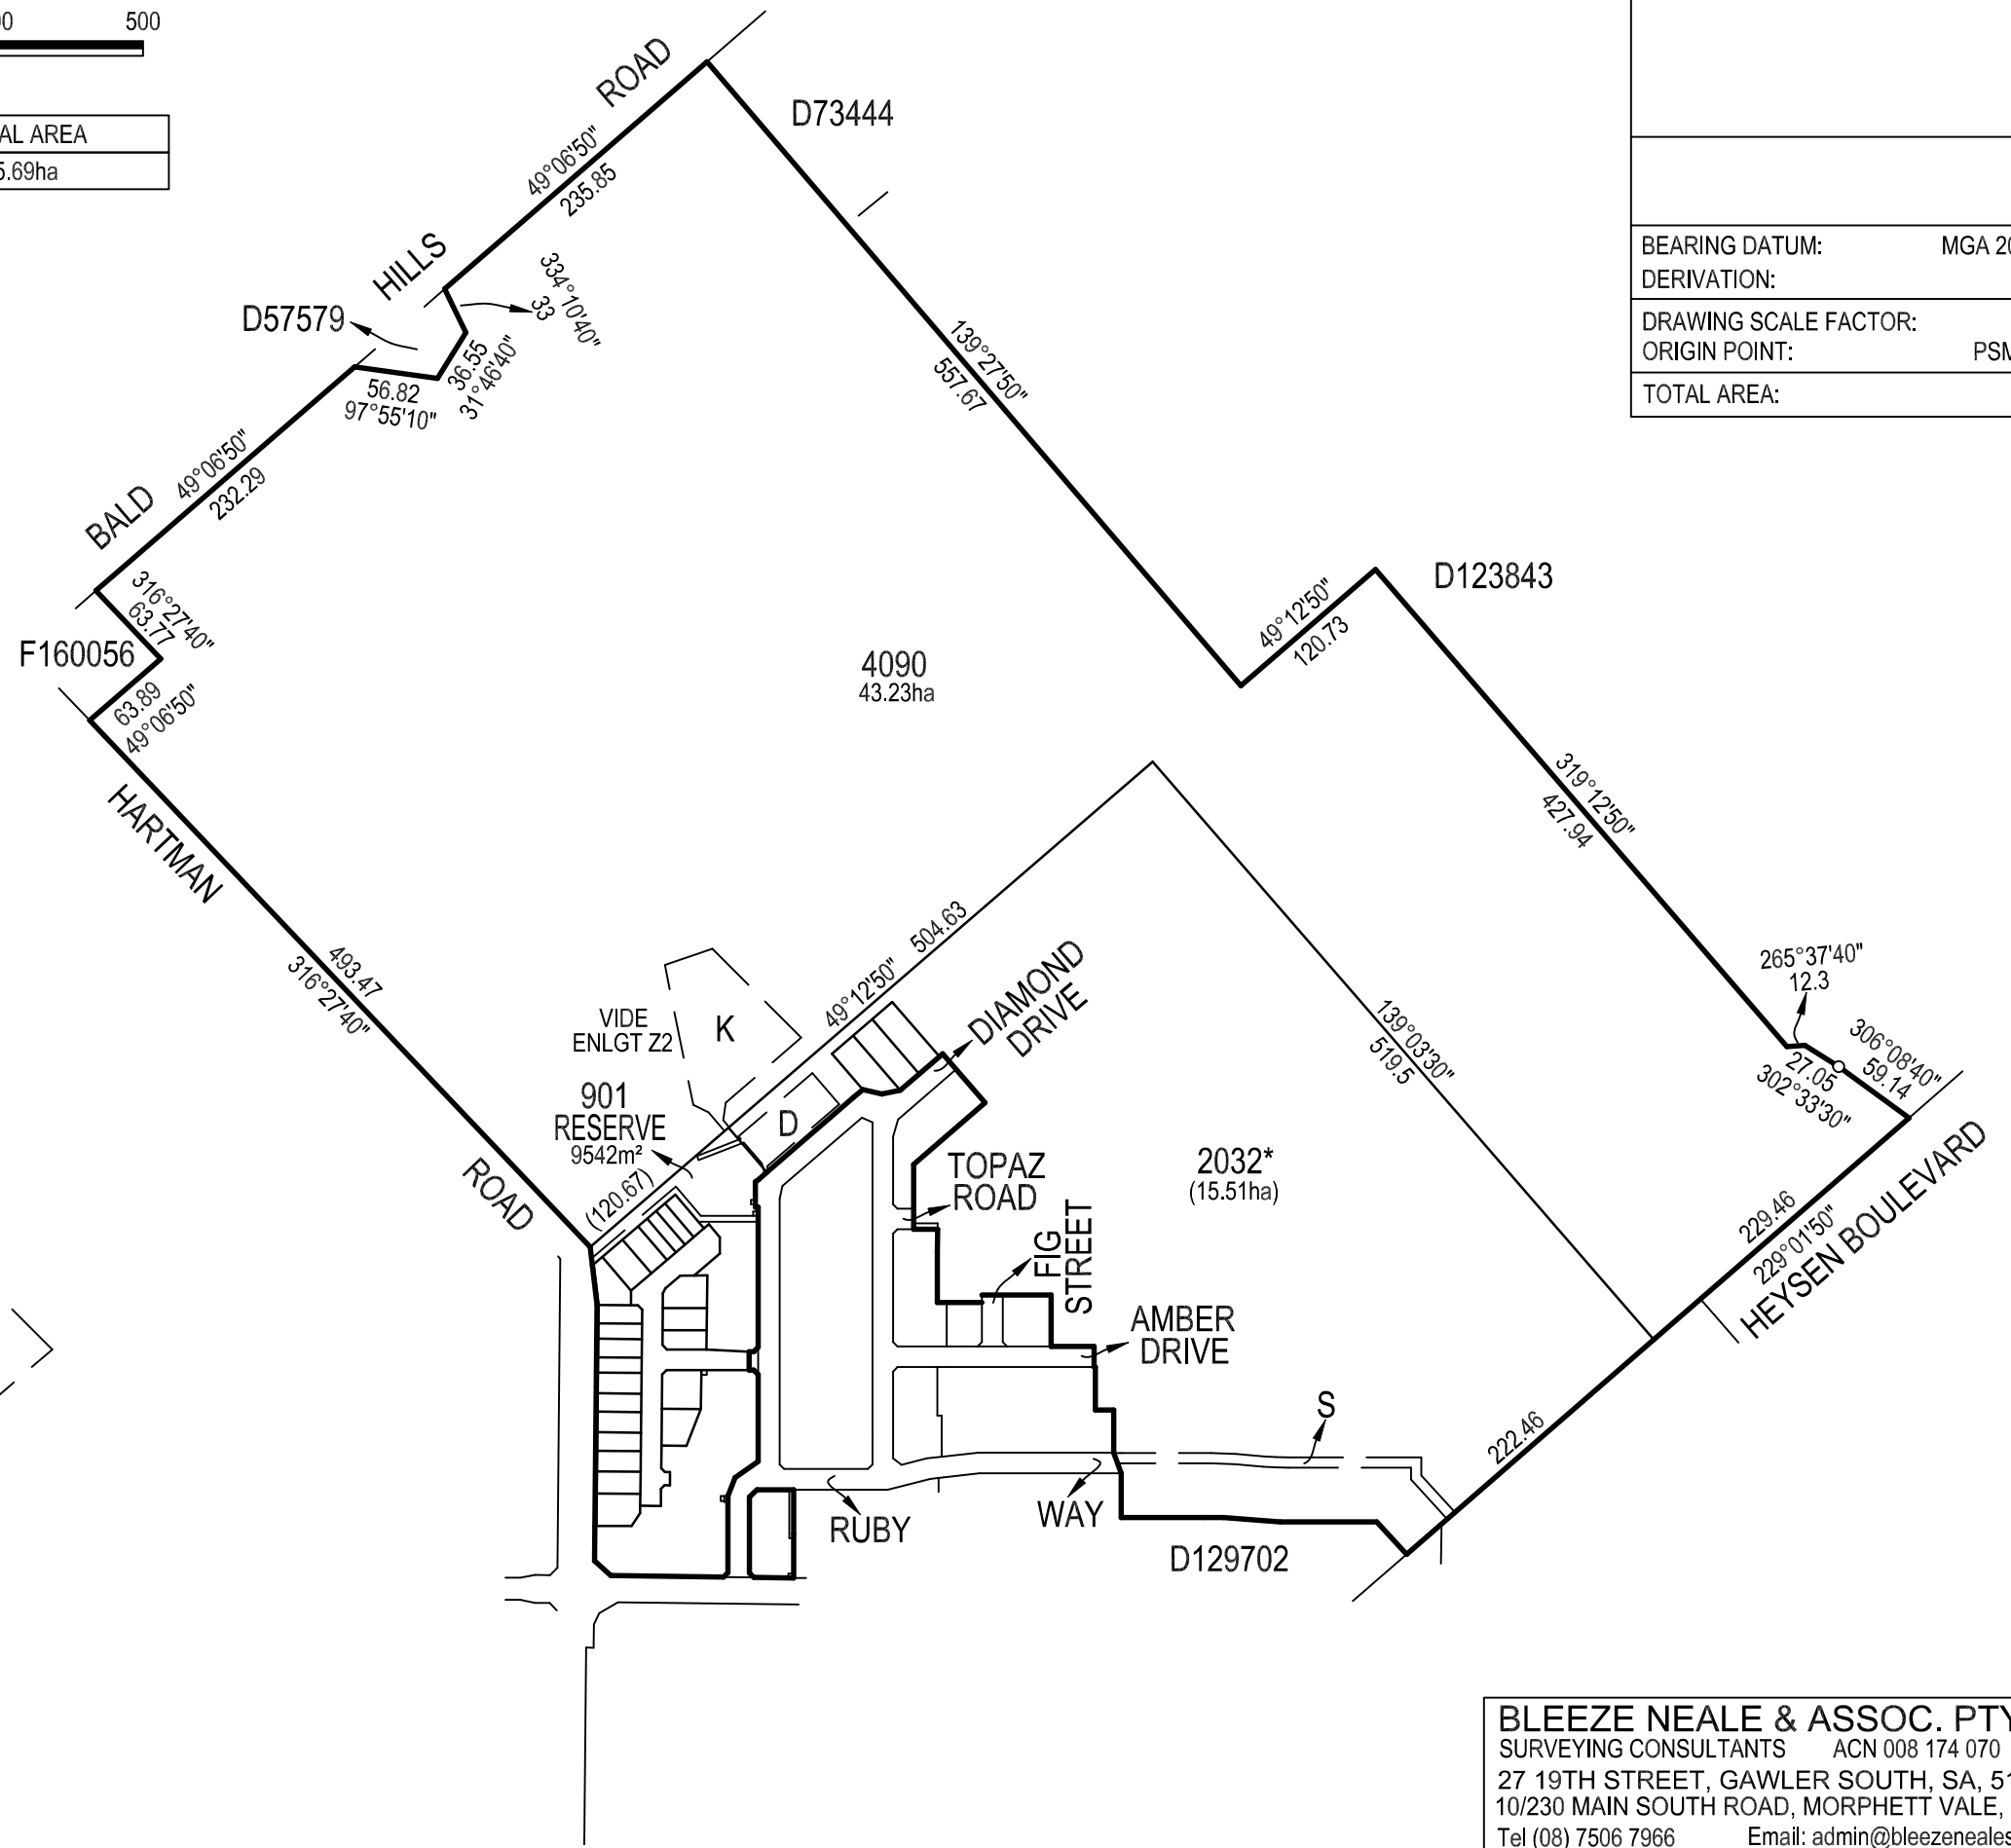 500
AL AREA
5.69ha
ROAD
D73444
49°06'50"
235.85
HILLS
334°10'40"
33
D57579
36.55
31°46'40"
56.82
97°55'10"
139°27'50"
557.67
BEARING DATUM: MGA 20
DERIVATION:
DRAWING SCALE FACTOR:
ORIGIN POINT: PSM
TOTAL AREA:
49°06'50"
232.29
BALD
316°27'40"
63.77
F160056
63.89
49°06'50"
D123843
49°12'50"
120.73
4090
43.23ha
319°12'50"
427.94
HARTMAN
493.47
316°27'40"
504.63
49°12'50"
DIAMOND
DRIVE
265°37'40"
12.3
VIDE
ENLGT Z2
K
139°03'30"
519.5
306°08'40"
59.14
27.05
302°33'30"
901
RESERVE
9542m²
D
ROAD
(120.67)
TOPAZ
ROAD
2032*
(15.51ha)
FIG
STREET
229.46
229°01'50"
HEYSEN BOULEVARD
AMBER
DRIVE
S
222.46
RUBY
WAY
D129702
BLEEZE NEALE & ASSOC. PTY
SURVEYING CONSULTANTS ACN 008 174 070
27 19TH STREET, GAWLER SOUTH, SA, 51
10/230 MAIN SOUTH ROAD, MORPHETT VALE,
Tel (08) 7506 7966 Email: admin@bleezeneales